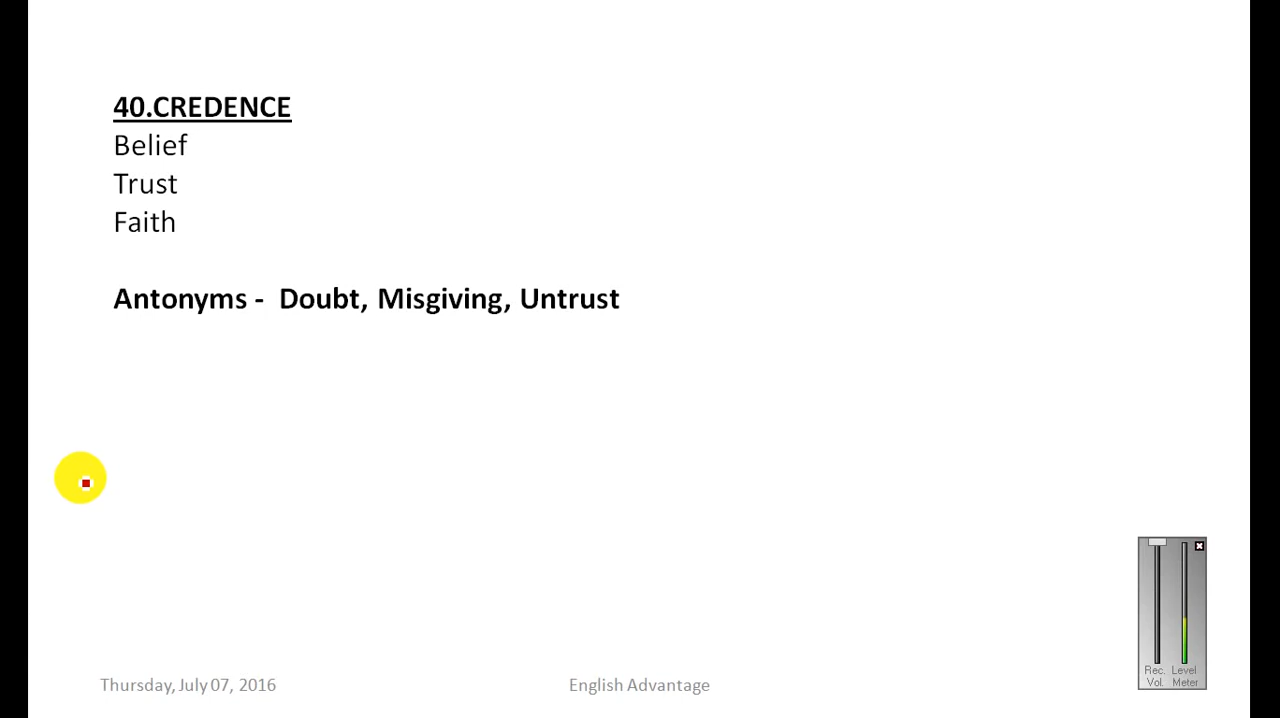 40.CREDENCE
Belief
Trust
Faith
Antonyms - Doubt, Misgiving, Untrust
Rec. Level
Vol. Meter
Thursday, July 07, 2016 English Advantage